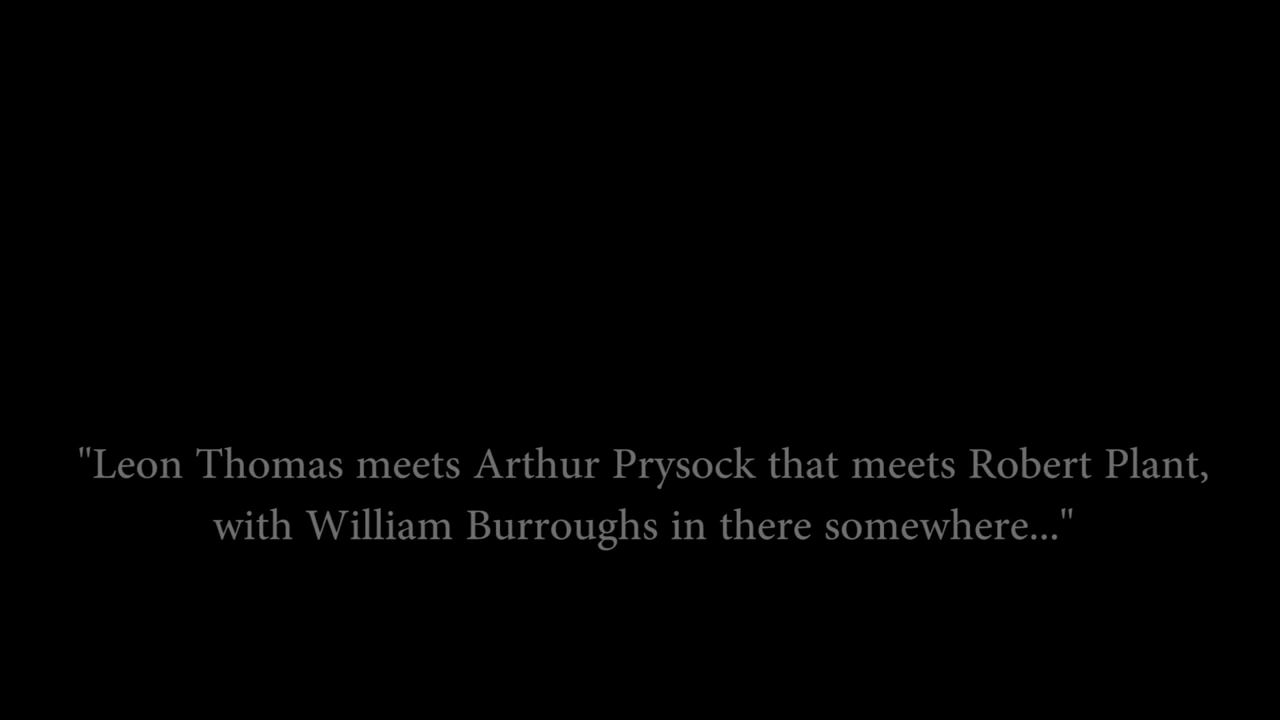 "Leon Thomas meets Arthur Prysock that meets Robert Plant,
with William Burroughs in there somewhere..."